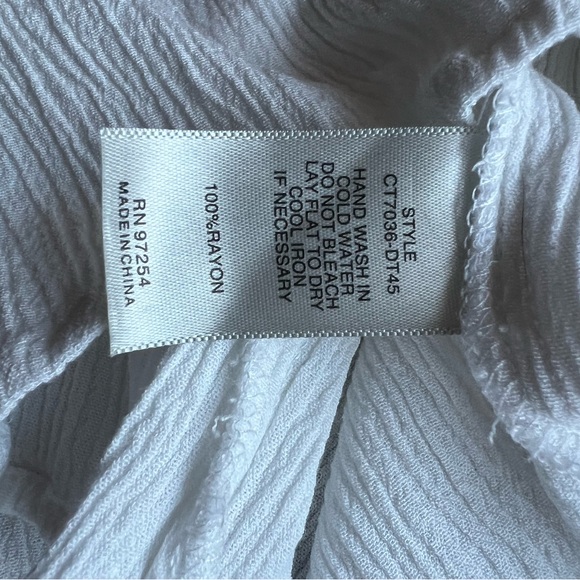 STYLE
CT7036-DT45
HAND WASH IN
COLD WATER
DO NOT BLEACH
LAY FLAT TO DRY
COOL IRON
IF NECESSARY
100%RAYON
RN 97254
MADE IN CHINA